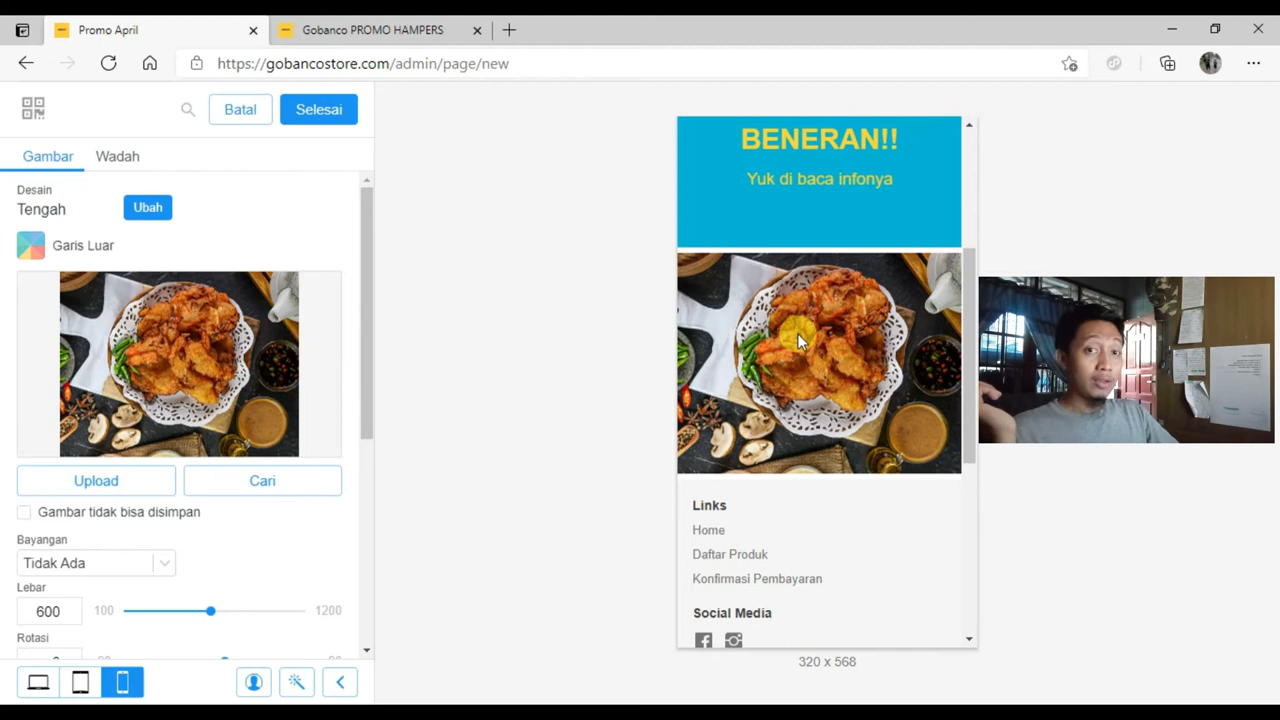 Promo April
Gobanco PROMO HAMPERS
https://gobancostore.com/admin/page/new
Batal
Selesai
Gambar
Wadah
Desain
Tengah
Ubah
Garis Luar
Upload
Cari
Gambar tidak bisa disimpan
Bayangan
Tidak Ada
Lebar
600
100
1200
Rotasi
BENERAN!!
Yuk di baca infonya
Links
Home
Daftar Produk
Konfirmasi Pembayaran
Social Media
320 x 568